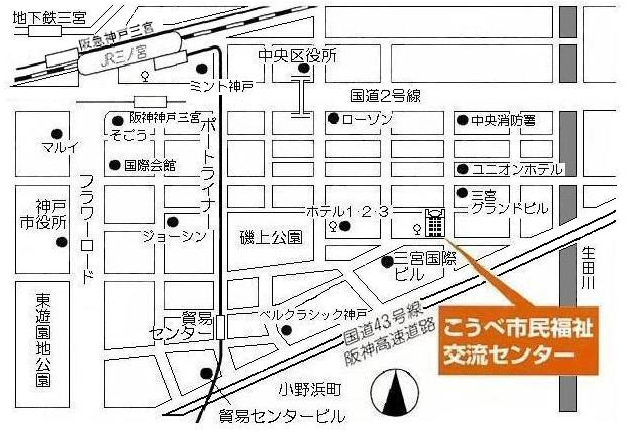 地下鉄三宮
阪急神戸三宮
JR三ノ宮
ミント神戸
中央区役所
国道2号線
阪神神戸三宮
そごう
マルイ
国際会館
ポートライナー
ローソン
中央消防署
ユニオンホテル
三宮
グランドビル
フラワーロード
神戸
市役所
ジョーシン
磯上公園
ホテル1・2・3
三宮国際
ビル
生田川
東遊園地公園
貿易
センター
ベルクラシック神戸
国道43号線
阪神高速道路
こうべ市民福祉
交流センター
小野浜町
貿易センタービル